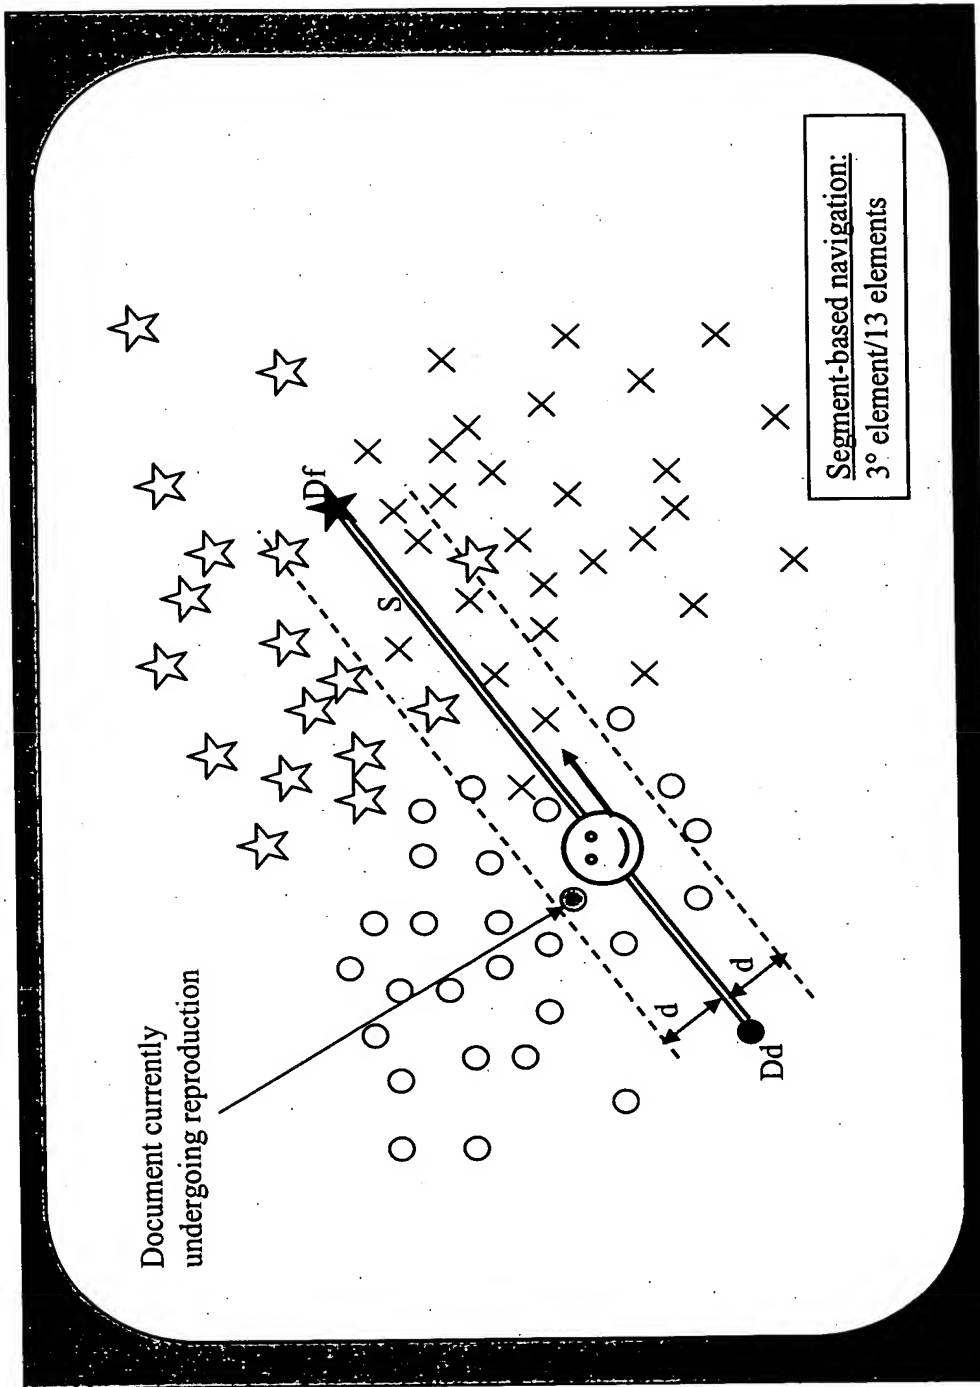 Document currently
undergoing reproduction
Df
S
d
d
Dd
Segment-based navigation:
3° element/13 elements